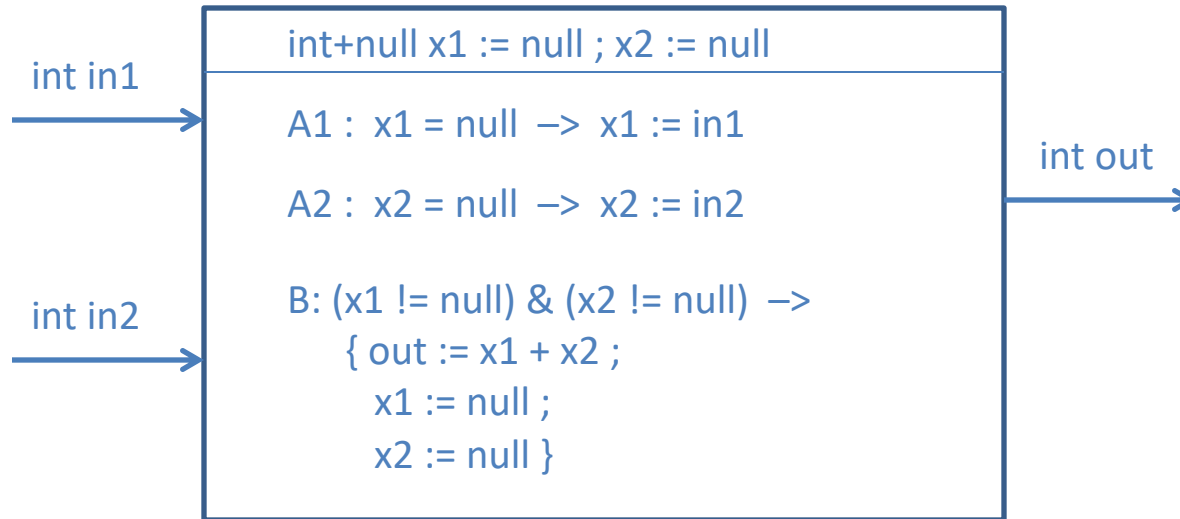 int+null x1 := null ; x2 := null
int in1
A1 : x1 = null –> x1 := in1
int out
A2 : x2 = null –> x2 := in2
int in2
B: (x1 != null) & (x2 != null) –>
{ out := x1 + x2 ;
x1 := null ;
x2 := null }